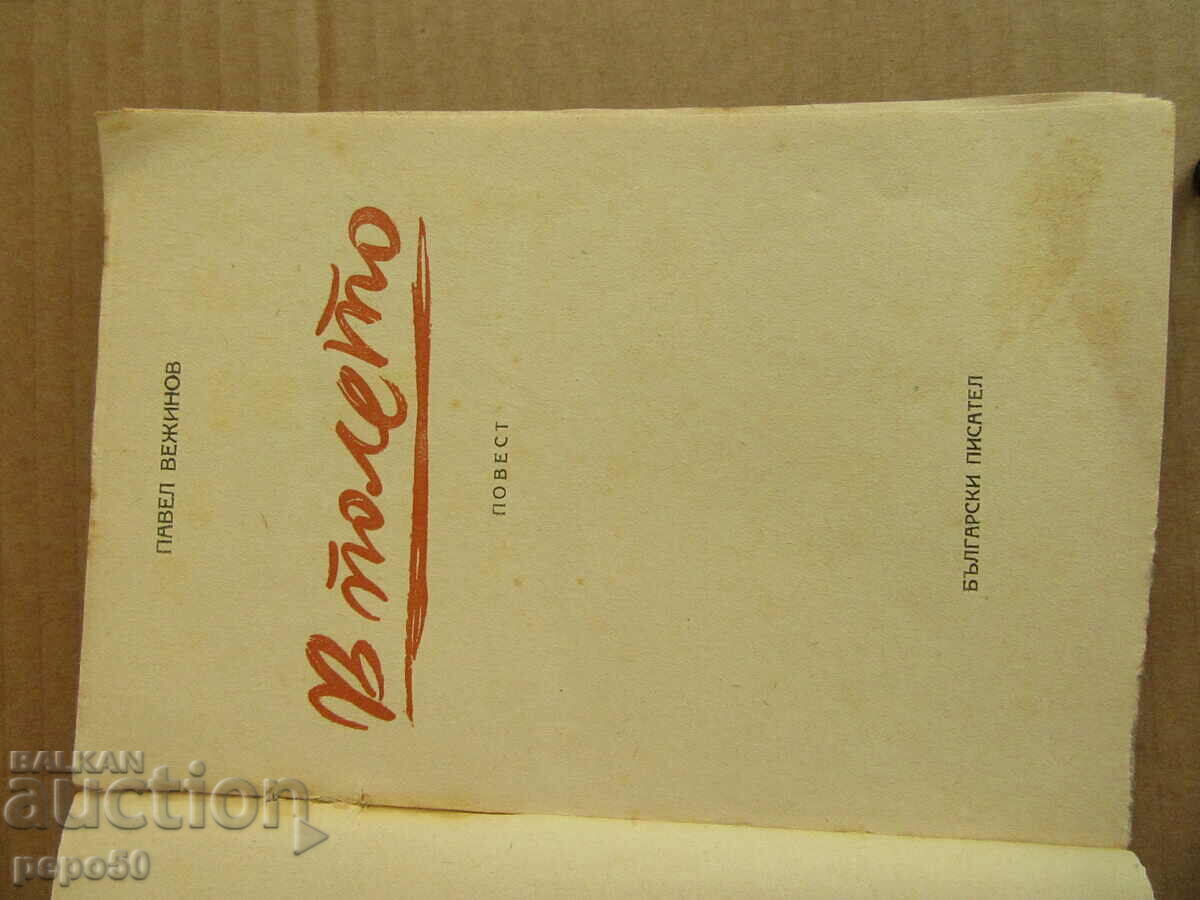 ПАВЕЛ ВЕЖИНОВ
В полето
ПОВЕСТ
БЪЛГАРСКИ ПИСАТЕЛ
BALKAN
auction
pepo50